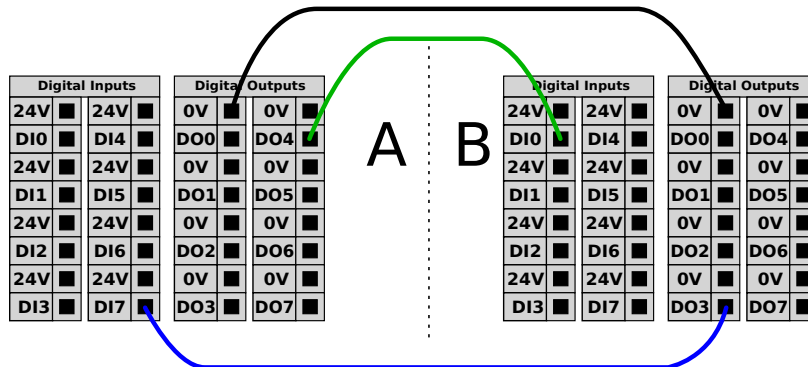 Digital Inputs Digital Outputs Digital Inputs Digital Outputs
24V 24V 0V 0V 24V 24V 0V 0V
DI0 DI4 DO0 DO4 A B DI0 DI4 DO0 DO4
24V 24V 0V 0V 24V 24V 0V 0V
DI1 DI5 DO1 DO5 DI1 DI5 DO1 DO5
24V 24V 0V 0V 24V 24V 0V 0V
DI2 DI6 DO2 DO6 DI2 DI6 DO2 DO6
24V 24V 0V 0V 24V 24V 0V 0V
DI3 DI7 DO3 DO7 DI3 DI7 DO3 DO7